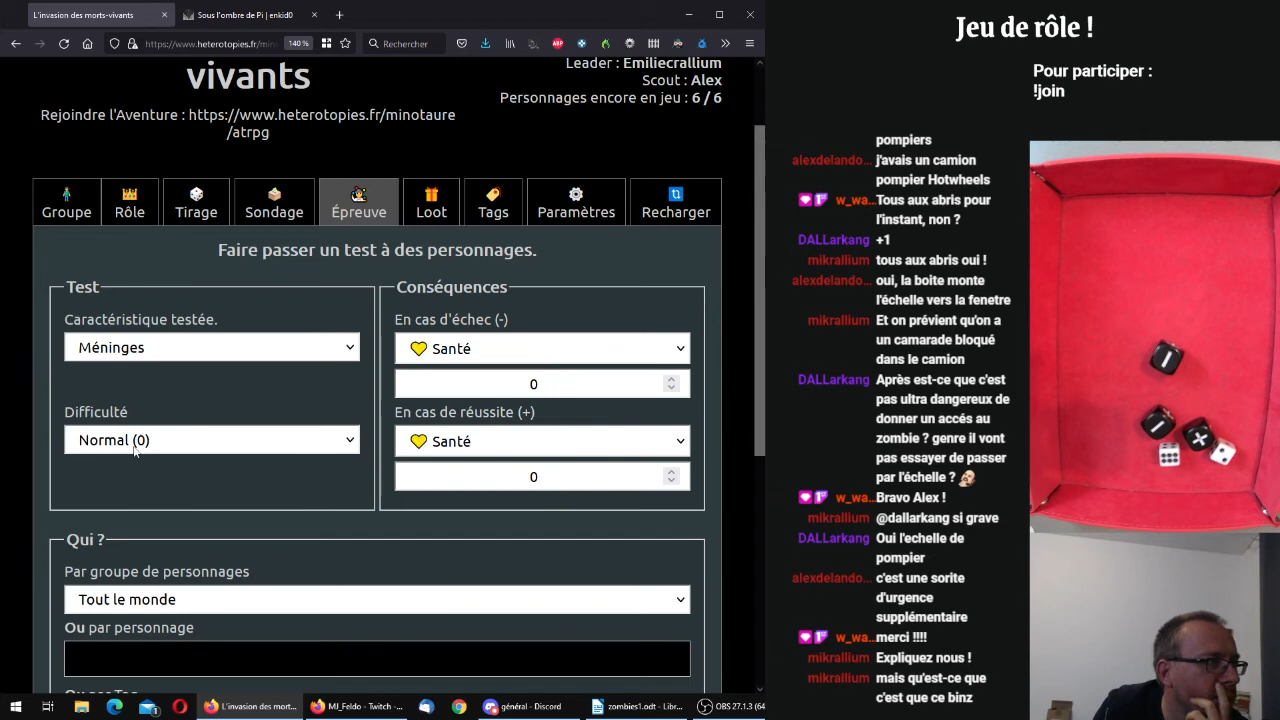 L'invasion des morts-vivants
Sous l'ombre de Pi | enkid0
https://www.heterotopies.fr/mino
140 %
Rechercher
vivants
Leader : Emiliecrallium
Scout : Alex
Personnages encore en jeu : 6 / 6
Rejoindre l'Aventure : https://www.heterotopies.fr/minotaure
/atrpg
Groupe
Rôle
Tirage
Sondage
Épreuve
Loot
Tags
Paramètres
Recharger
Faire passer un test à des personnages.
Test
Caractéristique testée.
Méninges
Difficulté
Normal (0)
Conséquences
En cas d'échec (-)
Santé
0
En cas de réussite (+)
Santé
0
Qui ?
Par groupe de personnages
Tout le monde
Ou par personnage
L'invasion des mort...
MJ_Feldo - Twitch -...
général - Discord
zombies1.odt - Libr...
OBS 27.1.3 (64
Jeu de rôle !
Pour participer :
!join
pompiers
alexdelando... j'avais un camion
pompier Hotwheels
w_wa... Tous aux abris pour
l'instant, non ?
DALLarkang +1
mikrallium tous aux abris oui !
alexdelando... oui, la boite monte
l'échelle vers la fenetre
mikrallium Et on prévient qu'on a
un camarade bloqué
dans le camion
DALLarkang Après est-ce que c'est
pas ultra dangereux de
donner un accés au
zombie ? genre il vont
pas essayer de passer
par l'échelle ?
w_wa... Bravo Alex !
mikrallium @dallarkang si grave
DALLarkang Oui l'echelle de
pompier
alexdelando... c'est une sorite
d'urgence
supplémentaire
w_wa... merci !!!!
mikrallium Expliquez nous !
mikrallium mais qu'est-ce que
c'est que ce binz